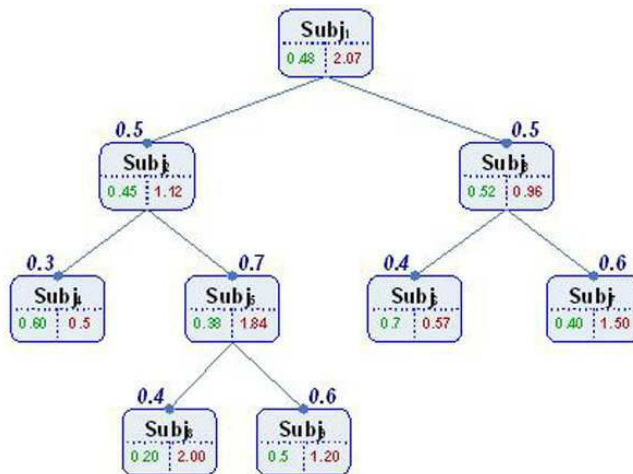 Subj1
0.48 2.07
0.5 0.5
Subj2 Subj3
0.45 1.12 0.52 0.96
0.3 0.7 0.4 0.6
Subj4 Subj5 Subj6 Subj7
0.60 0.5 0.38 1.84 0.7 0.57 0.40 1.50
0.4 0.6
Subj8 Subj9
0.20 2.00 0.5 1.20